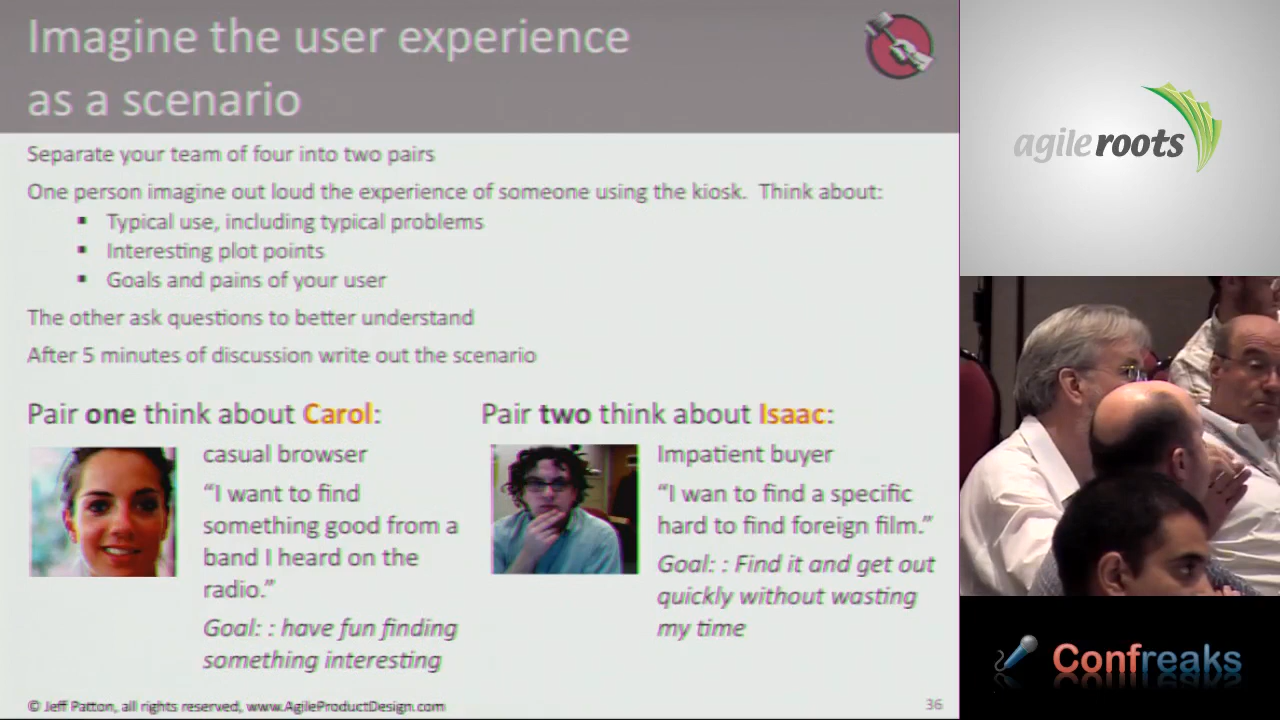 Imagine the user experience
as a scenario
Separate your team of four into two pairs
One person imagine out loud the experience of someone using the kiosk. Think about:
▪ Typical use, including typical problems
▪ Interesting plot points
▪ Goals and pains of your user
The other ask questions to better understand
After 5 minutes of discussion write out the scenario
Pair one think about Carol:
casual browser
“I want to find
something good from a
band I heard on the
radio.”
Goal: : have fun finding
something interesting
Pair two think about Isaac:
Impatient buyer
“I wan to find a specific
hard to find foreign film.”
Goal: : Find it and get out
quickly without wasting
my time
© Jeff Patton, all rights reserved, www.AgileProductDesign.com
36
agile roots
Confreaks